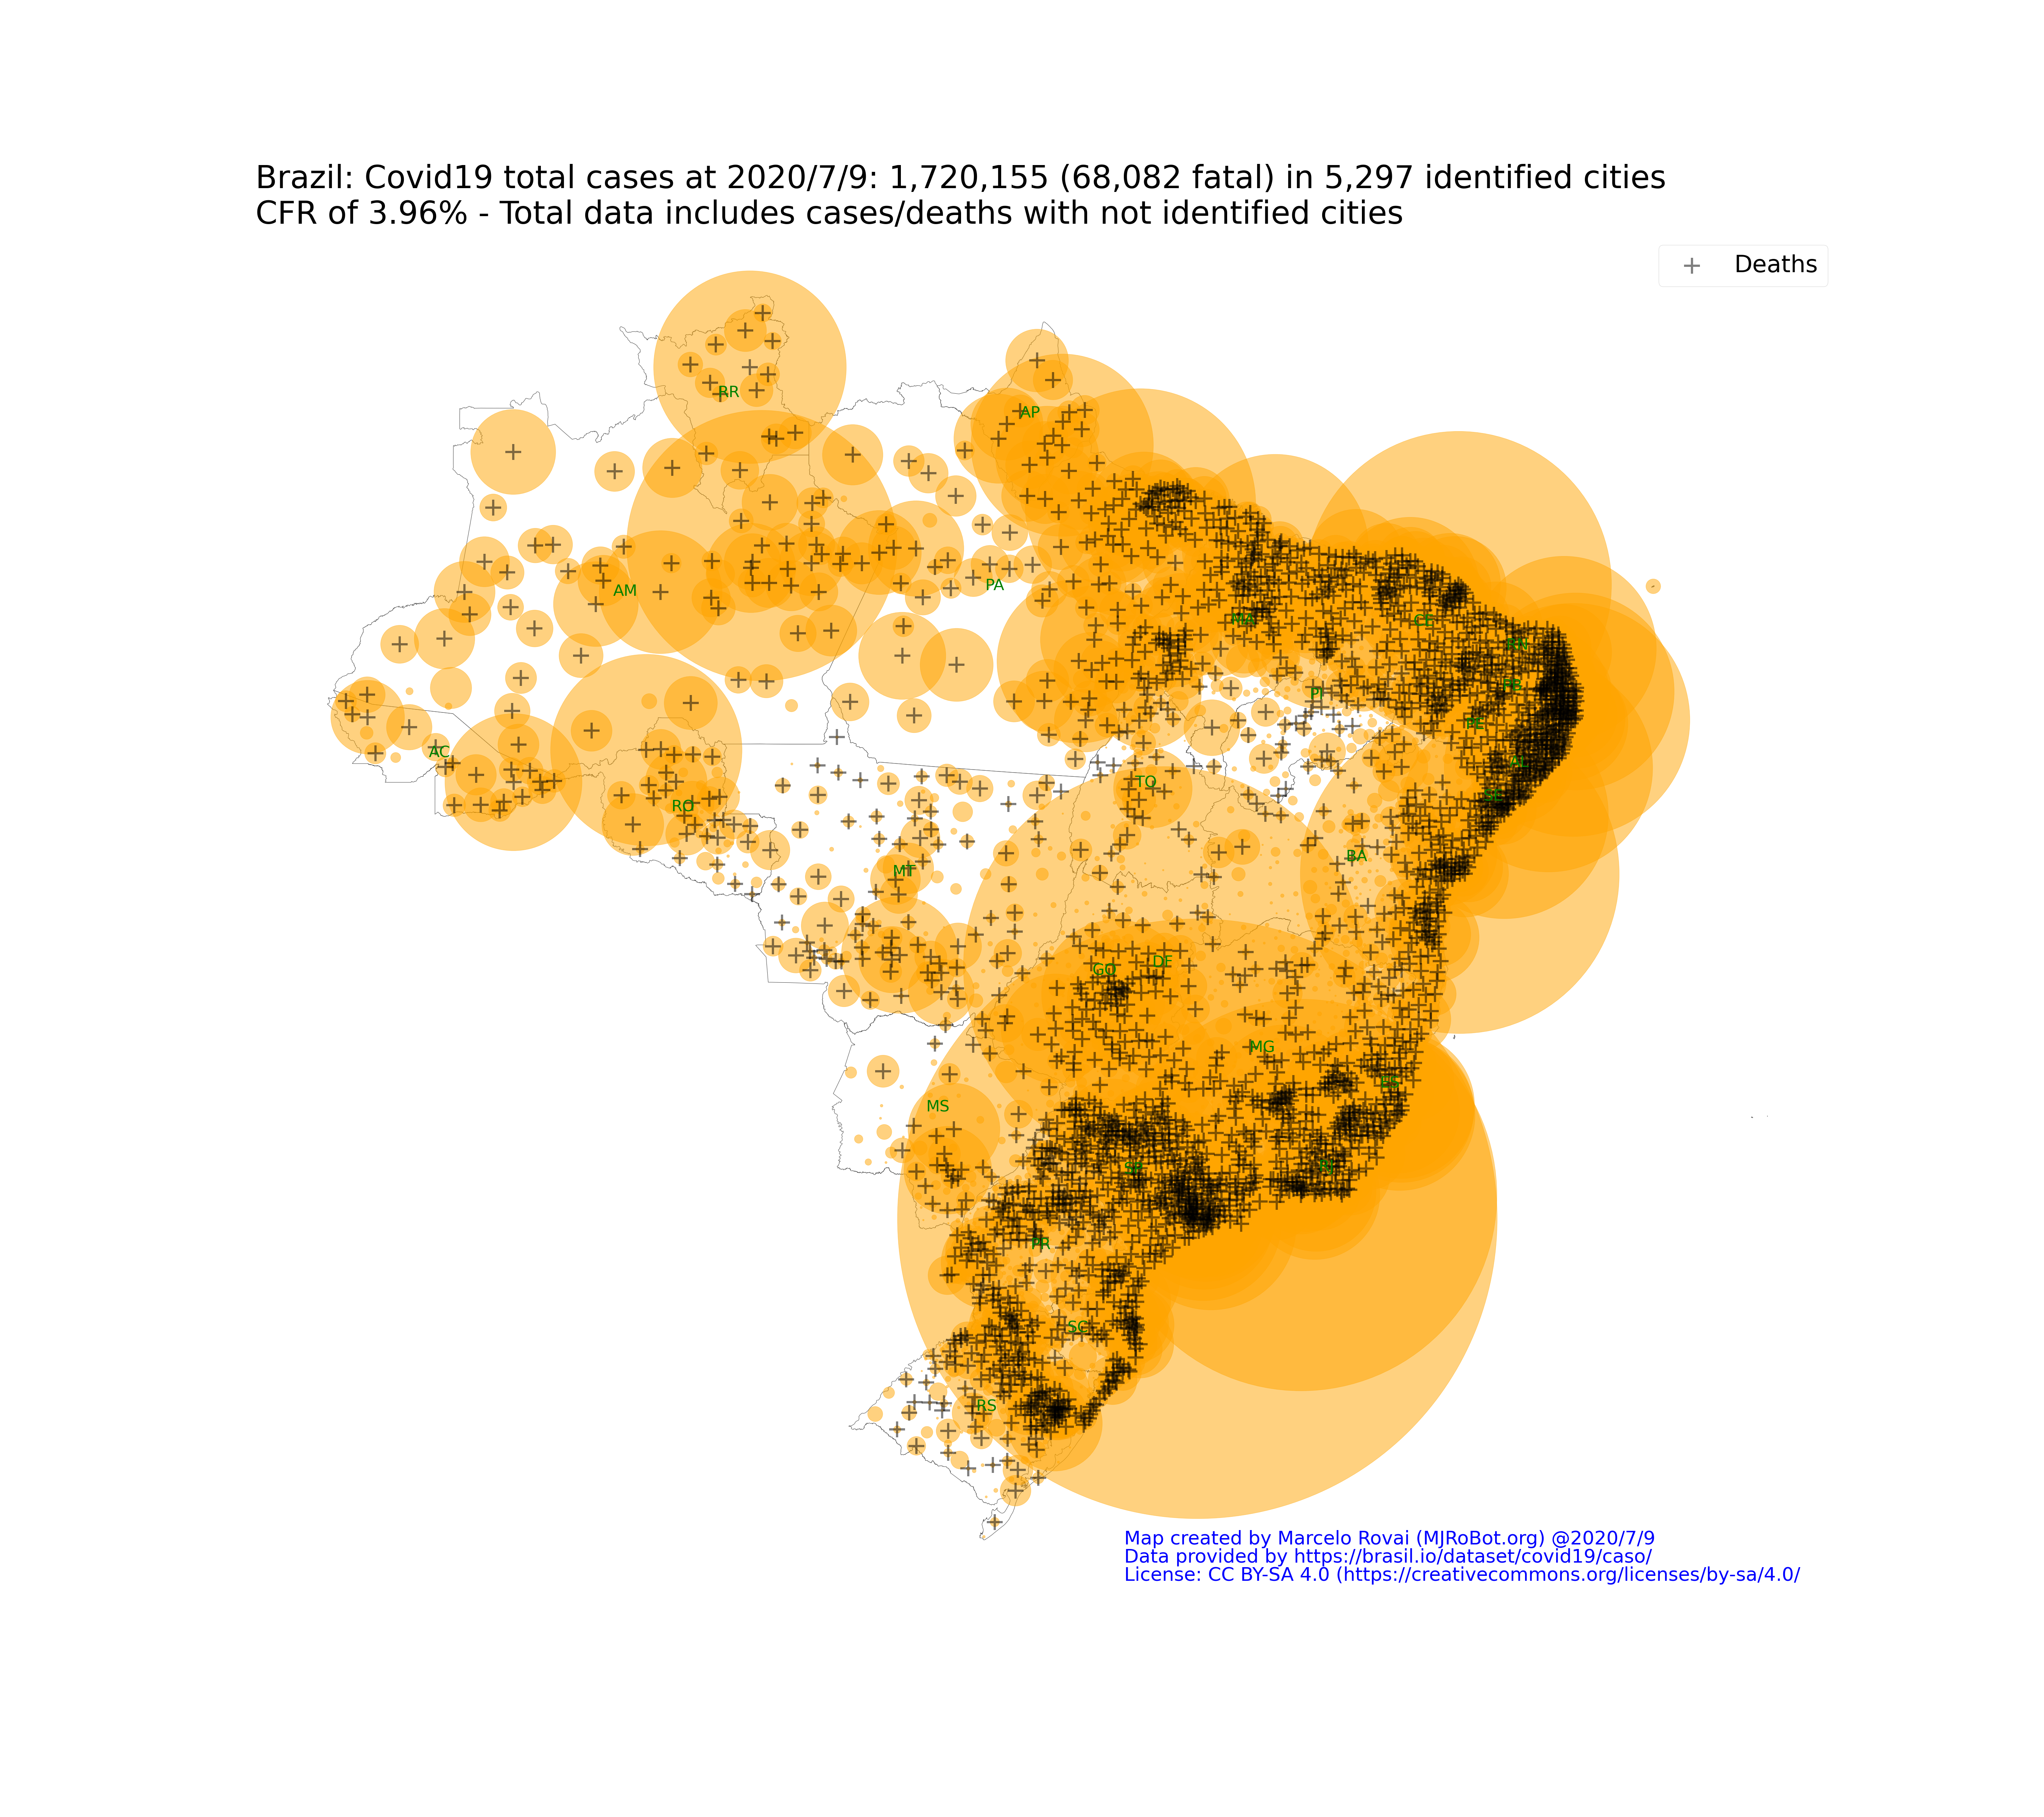 Brazil: Covid19 total cases at 2020/7/9: 1,720,155 (68,082 fatal) in 5,297 identified cities
CFR of 3.96% - Total data includes cases/deaths with not identified cities
Deaths
RR
AP
AM
PA
MA
CE
RN
PB
PI
PE
AC
AL
TO
SE
RO
BA
MT
DF
GO
MG
ES
MS
RJ
SP
PR
SC
RS
Map created by Marcelo Rovai (MJRoBot.org) @2020/7/9
Data provided by https://brasil.io/dataset/covid19/caso/
License: CC BY-SA 4.0 (https://creativecommons.org/licenses/by-sa/4.0/